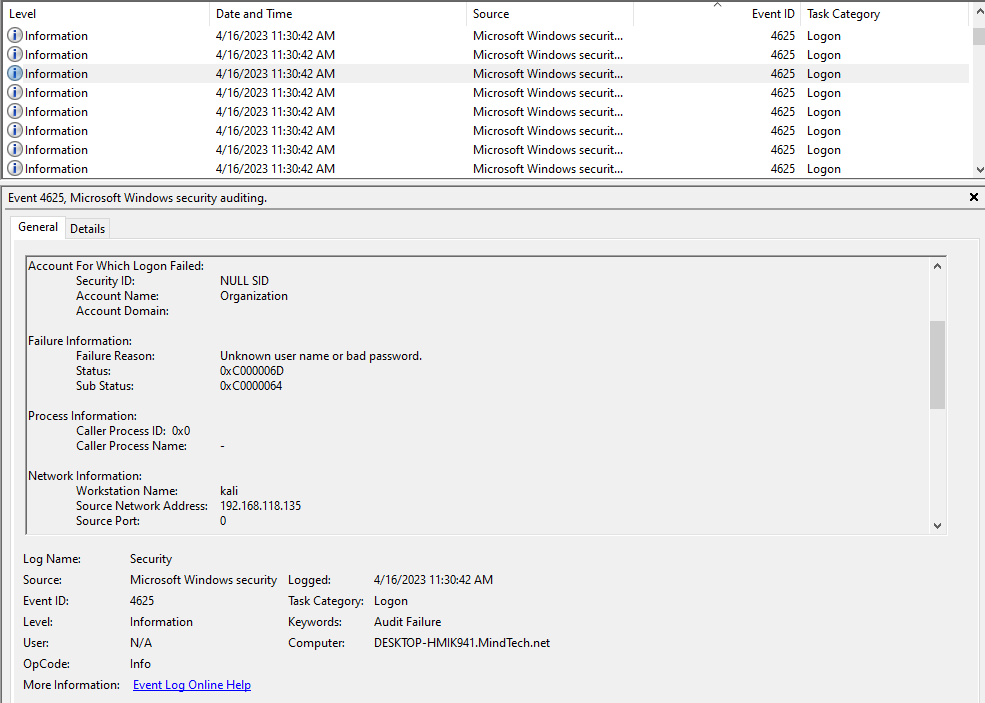 Level Date and Time Source Event ID Task Category
Information 4/16/2023 11:30:42 AM Microsoft Windows securit... 4625 Logon
Information 4/16/2023 11:30:42 AM Microsoft Windows securit... 4625 Logon
Information 4/16/2023 11:30:42 AM Microsoft Windows securit... 4625 Logon
Information 4/16/2023 11:30:42 AM Microsoft Windows securit... 4625 Logon
Information 4/16/2023 11:30:42 AM Microsoft Windows securit... 4625 Logon
Information 4/16/2023 11:30:42 AM Microsoft Windows securit... 4625 Logon
Information 4/16/2023 11:30:42 AM Microsoft Windows securit... 4625 Logon
Information 4/16/2023 11:30:42 AM Microsoft Windows securit... 4625 Logon
Event 4625, Microsoft Windows security auditing.
General Details
Account For Which Logon Failed:
Security ID: NULL SID
Account Name: Organization
Account Domain:
Failure Information:
Failure Reason: Unknown user name or bad password.
Status: 0xC000006D
Sub Status: 0xC0000064
Process Information:
Caller Process ID: 0x0
Caller Process Name: -
Network Information:
Workstation Name: kali
Source Network Address: 192.168.118.135
Source Port: 0
Log Name: Security
Source: Microsoft Windows security Logged: 4/16/2023 11:30:42 AM
Event ID: 4625 Task Category: Logon
Level: Information Keywords: Audit Failure
User: N/A Computer: DESKTOP-HMIK941.MindTech.net
OpCode: Info
More Information: Event Log Online Help